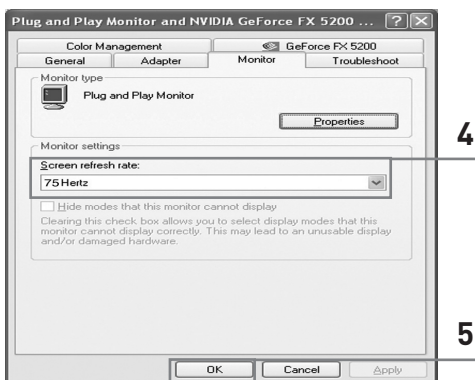 Plug and Play Monitor and NVIDIA GeForce FX 5200 ...
Color Management
GeForce FX 5200
General
Adapter
Monitor
Troubleshoot
Monitor type
Plug and Play Monitor
Properties
4
Monitor settings
Screen refresh rate:
75 Hertz
Hide modes that this monitor cannot display
Clearing this check box allows you to select display modes that this
monitor cannot display correctly. This may lead to an unusable display
and/or damaged hardware.
5
OK
Cancel
Apply